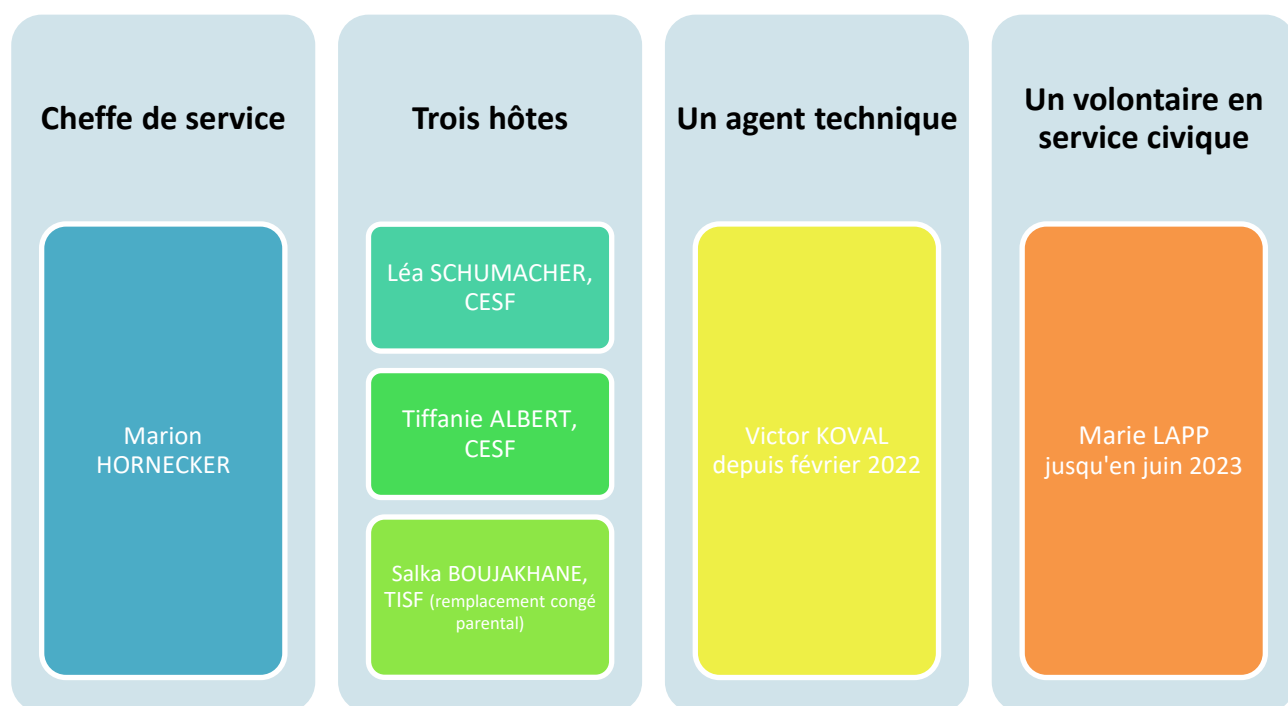 Cheffe de service
Marion
HORNECKER
Trois hôtes
Léa SCHUMACHER,
CESF
Tiffanie ALBERT,
CESF
Salka BOUJAKHANE,
TISF (remplacement congé
parental)
Un agent technique
Victor KOVAL
depuis février 2022
Un volontaire en
service civique
Marie LAPP
jusqu'en juin 2023